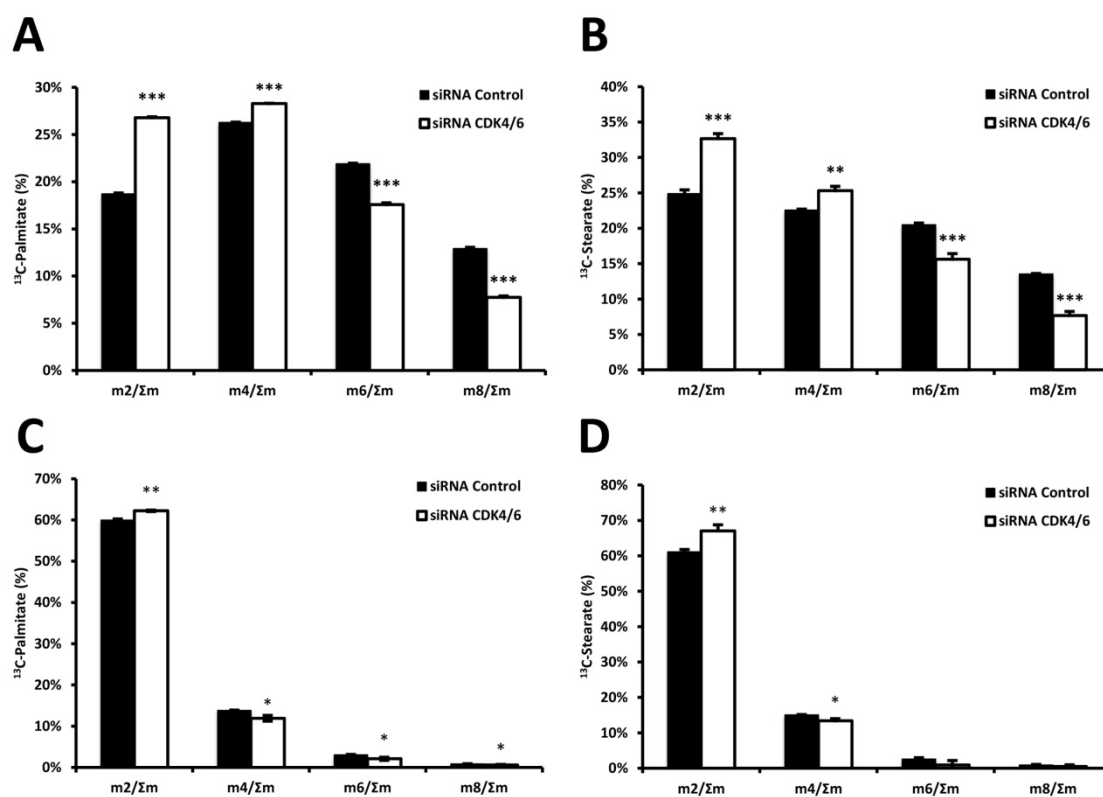 A
¹³C-Palmitate (%)
30%
25%
20%
15%
10%
5%
0%
*** *** *** ***
siRNA Control
siRNA CDK4/6
m2/Σm m4/Σm m6/Σm m8/Σm
B
¹³C-Stearate (%)
40%
35%
30%
25%
20%
15%
10%
5%
0%
*** ** *** ***
siRNA Control
siRNA CDK4/6
m2/Σm m4/Σm m6/Σm m8/Σm
C
¹³C-Palmitate (%)
70%
60%
50%
40%
30%
20%
10%
0%
** * * *
siRNA Control
siRNA CDK4/6
m2/Σm m4/Σm m6/Σm m8/Σm
D
¹³C-Stearate (%)
80%
70%
60%
50%
40%
30%
20%
10%
0%
** *
siRNA Control
siRNA CDK4/6
m2/Σm m4/Σm m6/Σm m8/Σm